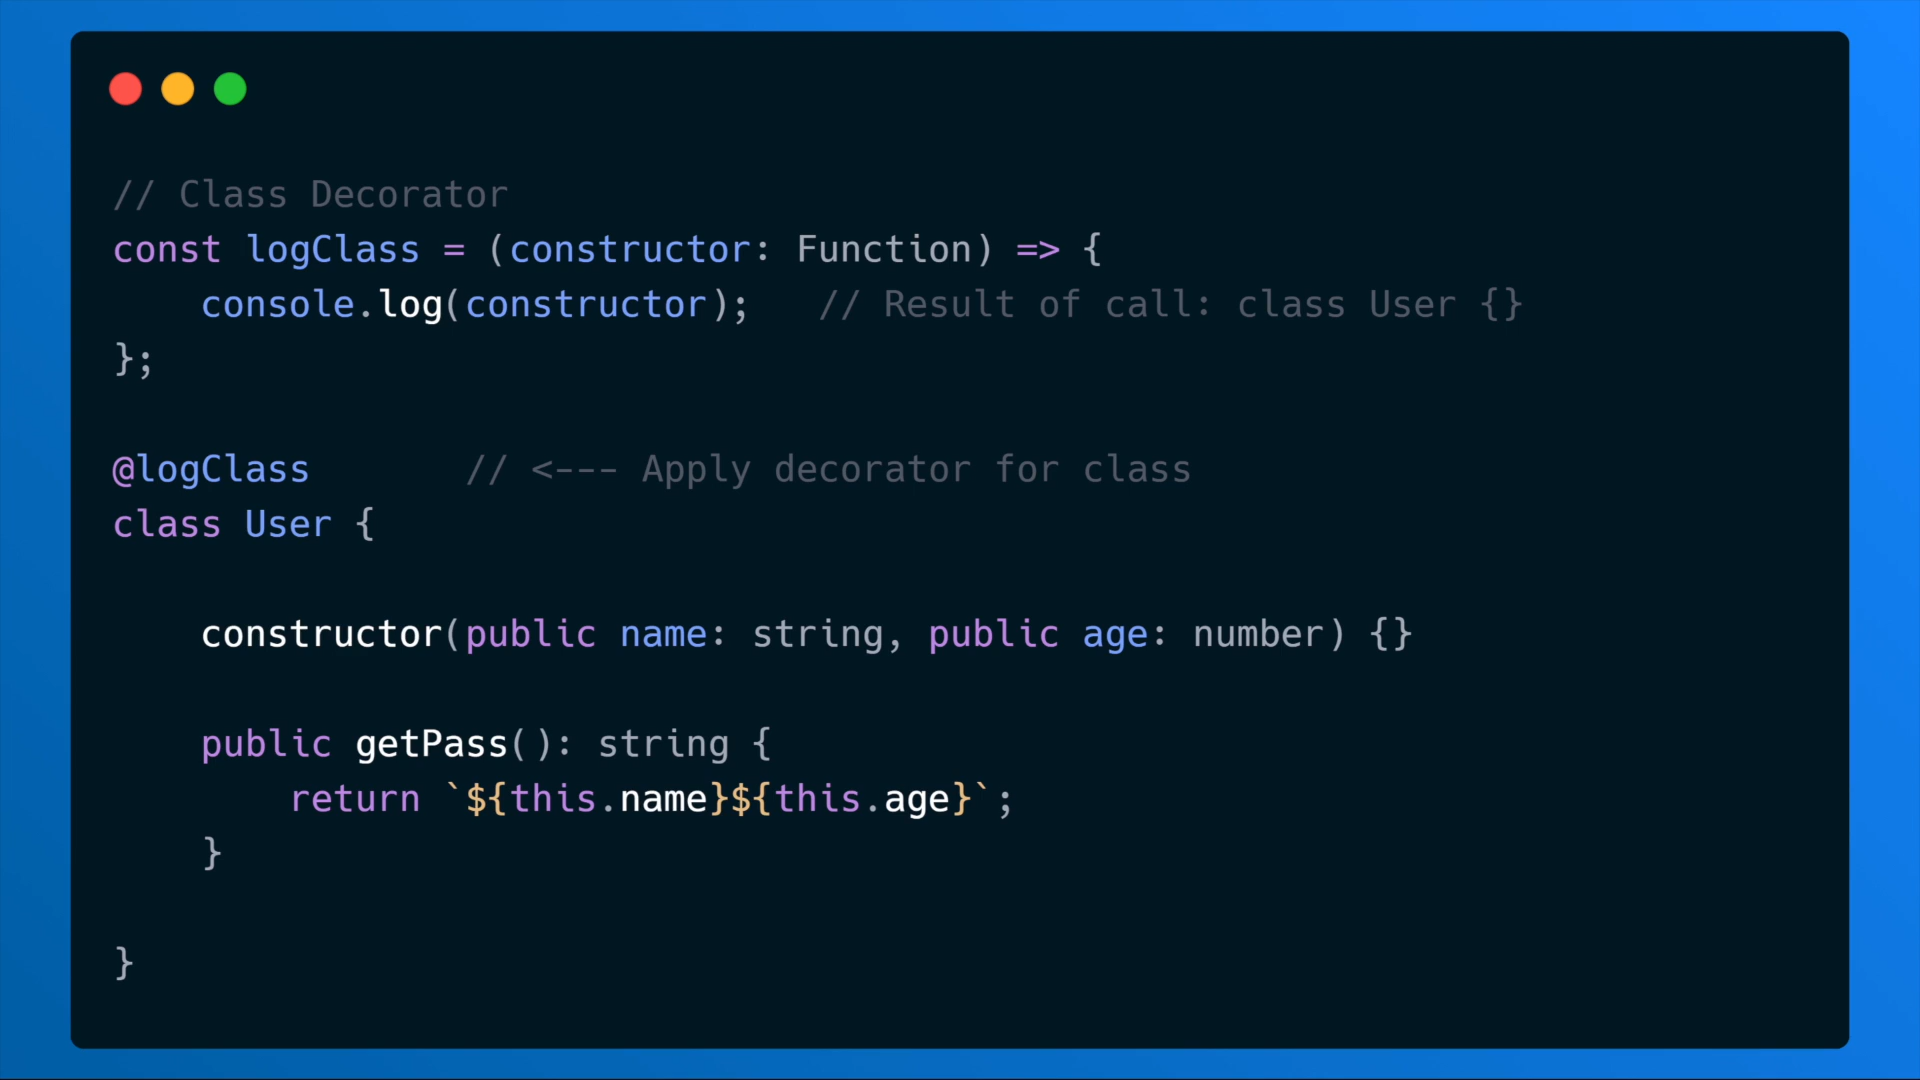 // Class Decorator
const logClass = (constructor: Function) => {
    console.log(constructor);   // Result of call: class User {}
};
@logClass       // <--- Apply decorator for class
class User {
    constructor(public name: string, public age: number) {}
    public getPass(): string {
        return `${this.name}${this.age}`;
    }
}